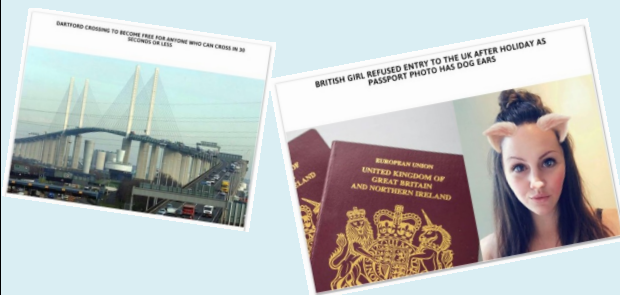 DARTFORD CROSSING TO BECOME FREE FOR ANYONE WHO CAN CROSS IN 30
SECONDS OR LESS
BRITISH GIRL REFUSED ENTRY TO THE UK AFTER HOLIDAY AS
PASSPORT PHOTO HAS DOG EARS
EUROPEAN UNION
UNITED KINGDOM OF
GREAT BRITAIN
AND NORTHERN IRELAND